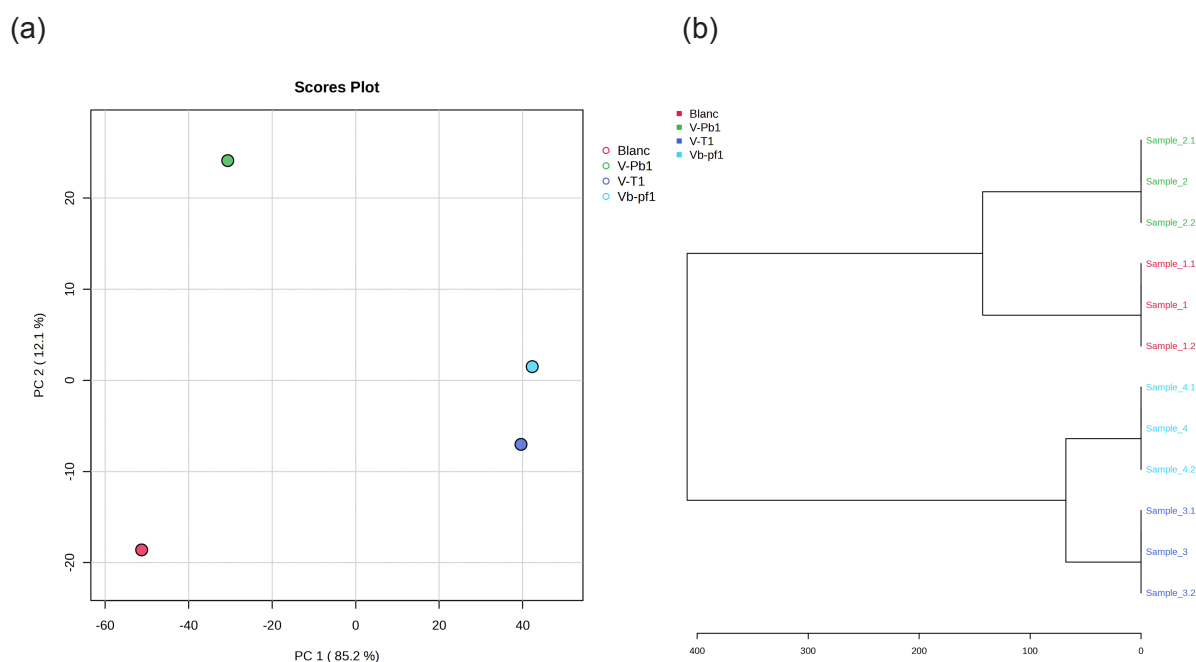 (a)
Scores Plot
PC 2 ( 12.1 %)
20
10
0
-10
-20
-60
-40
-20
0
20
40
PC 1 ( 85.2 %)
Blanc
V-Pb1
V-T1
Vb-pf1
(b)
Blanc
V-Pb1
V-T1
Vb-pf1
Sample_2.1
Sample_2
Sample_2.2
Sample_1.1
Sample_1
Sample_1.2
Sample_4.1
Sample_4
Sample_4.2
Sample_3.1
Sample_3
Sample_3.2
400
300
200
100
0